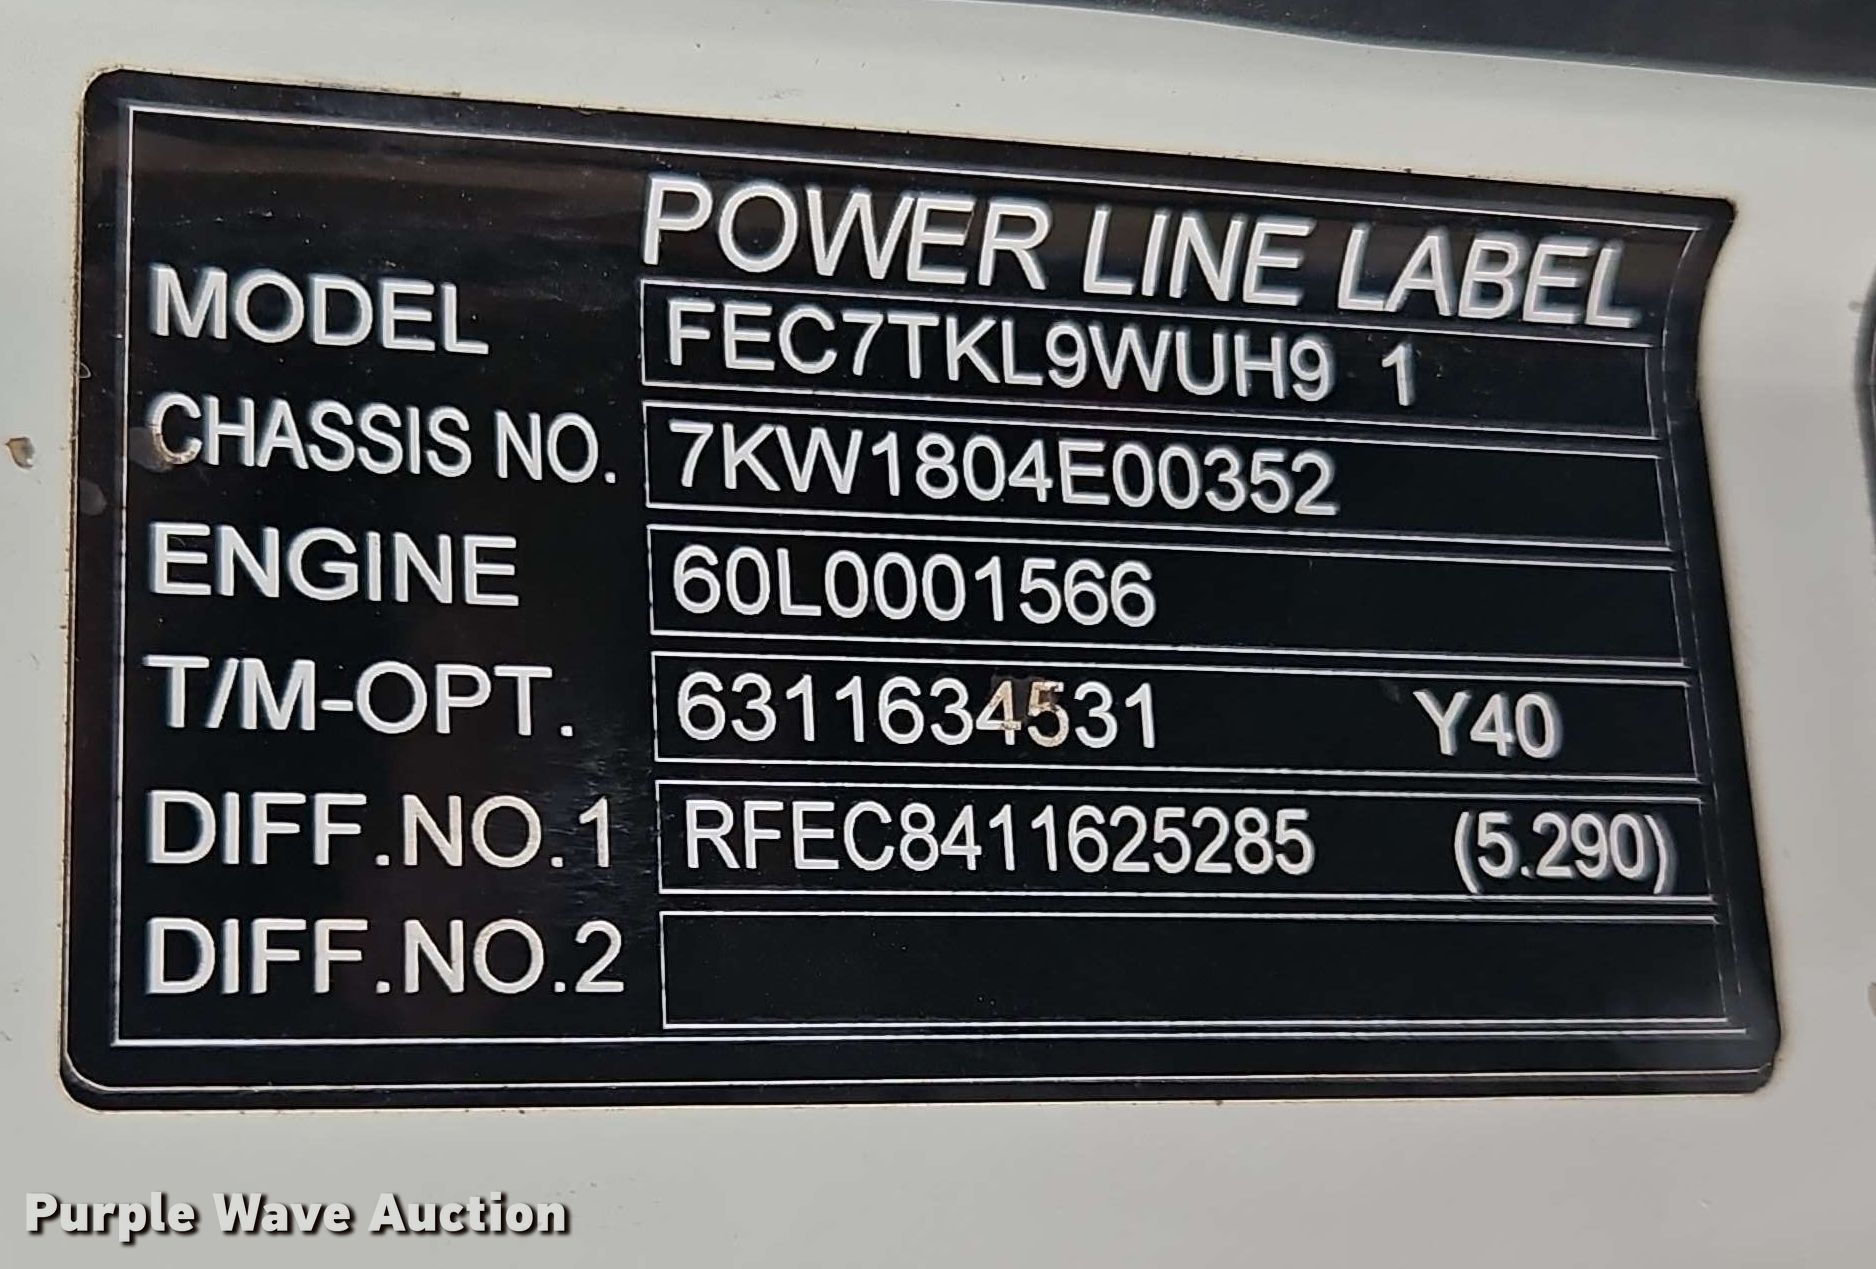 POWER LINE LABEL
MODEL FEC7TKL9WUH9 1
CHASSIS NO. 7KW1804E00352
ENGINE 60L0001566
T/M-OPT. 6311634531 Y40
DIFF.NO.1 RFEC8411625285 (5.290)
DIFF.NO.2
Purple Wave Auction